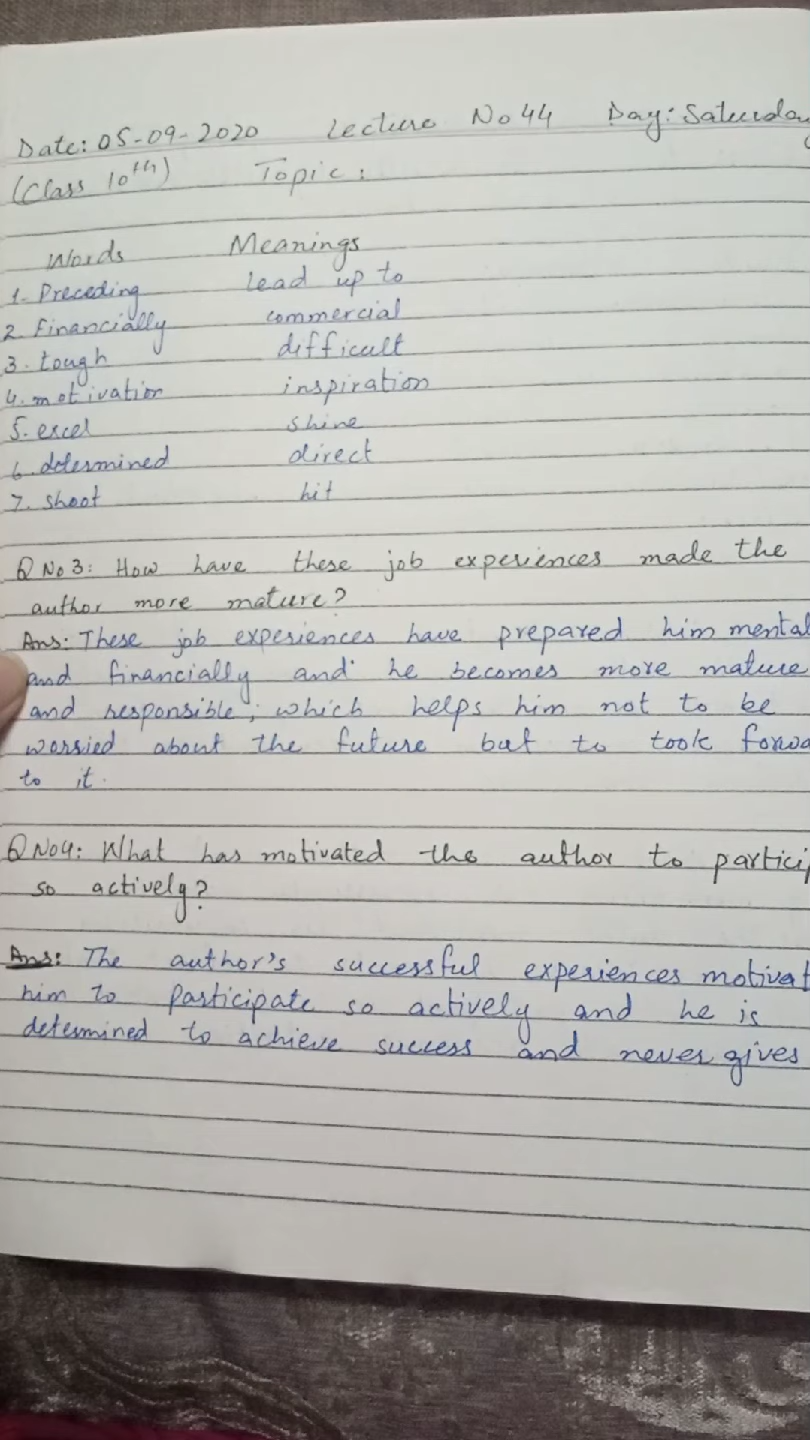 Date: 05-09-2020 Lecture No 44 Day: Saturday
(Class 10th) Topic:
Words Meanings
1. Preceding lead up to
2. Financially commercial
3. tough difficult
4. motivation inspiration
5. excel shine
6. determined direct
7. shoot hit
Q No 3: How have these job experiences made the
author more mature?
Ans: These job experiences have prepared him mental
and financially and he becomes more mature
and responsible, which helps him not to be
worried about the future but to took forwa
to it.
Q No 4: What has motivated the author to particip
so actively?
Ans: The author's successful experiences motivat
him to participate so actively and he is
determined to achieve success and never gives